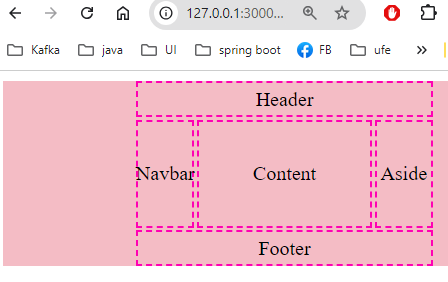 127.0.0.1:3000...
Kafka java UI spring boot FB ufe
Header
Navbar Content Aside
Footer